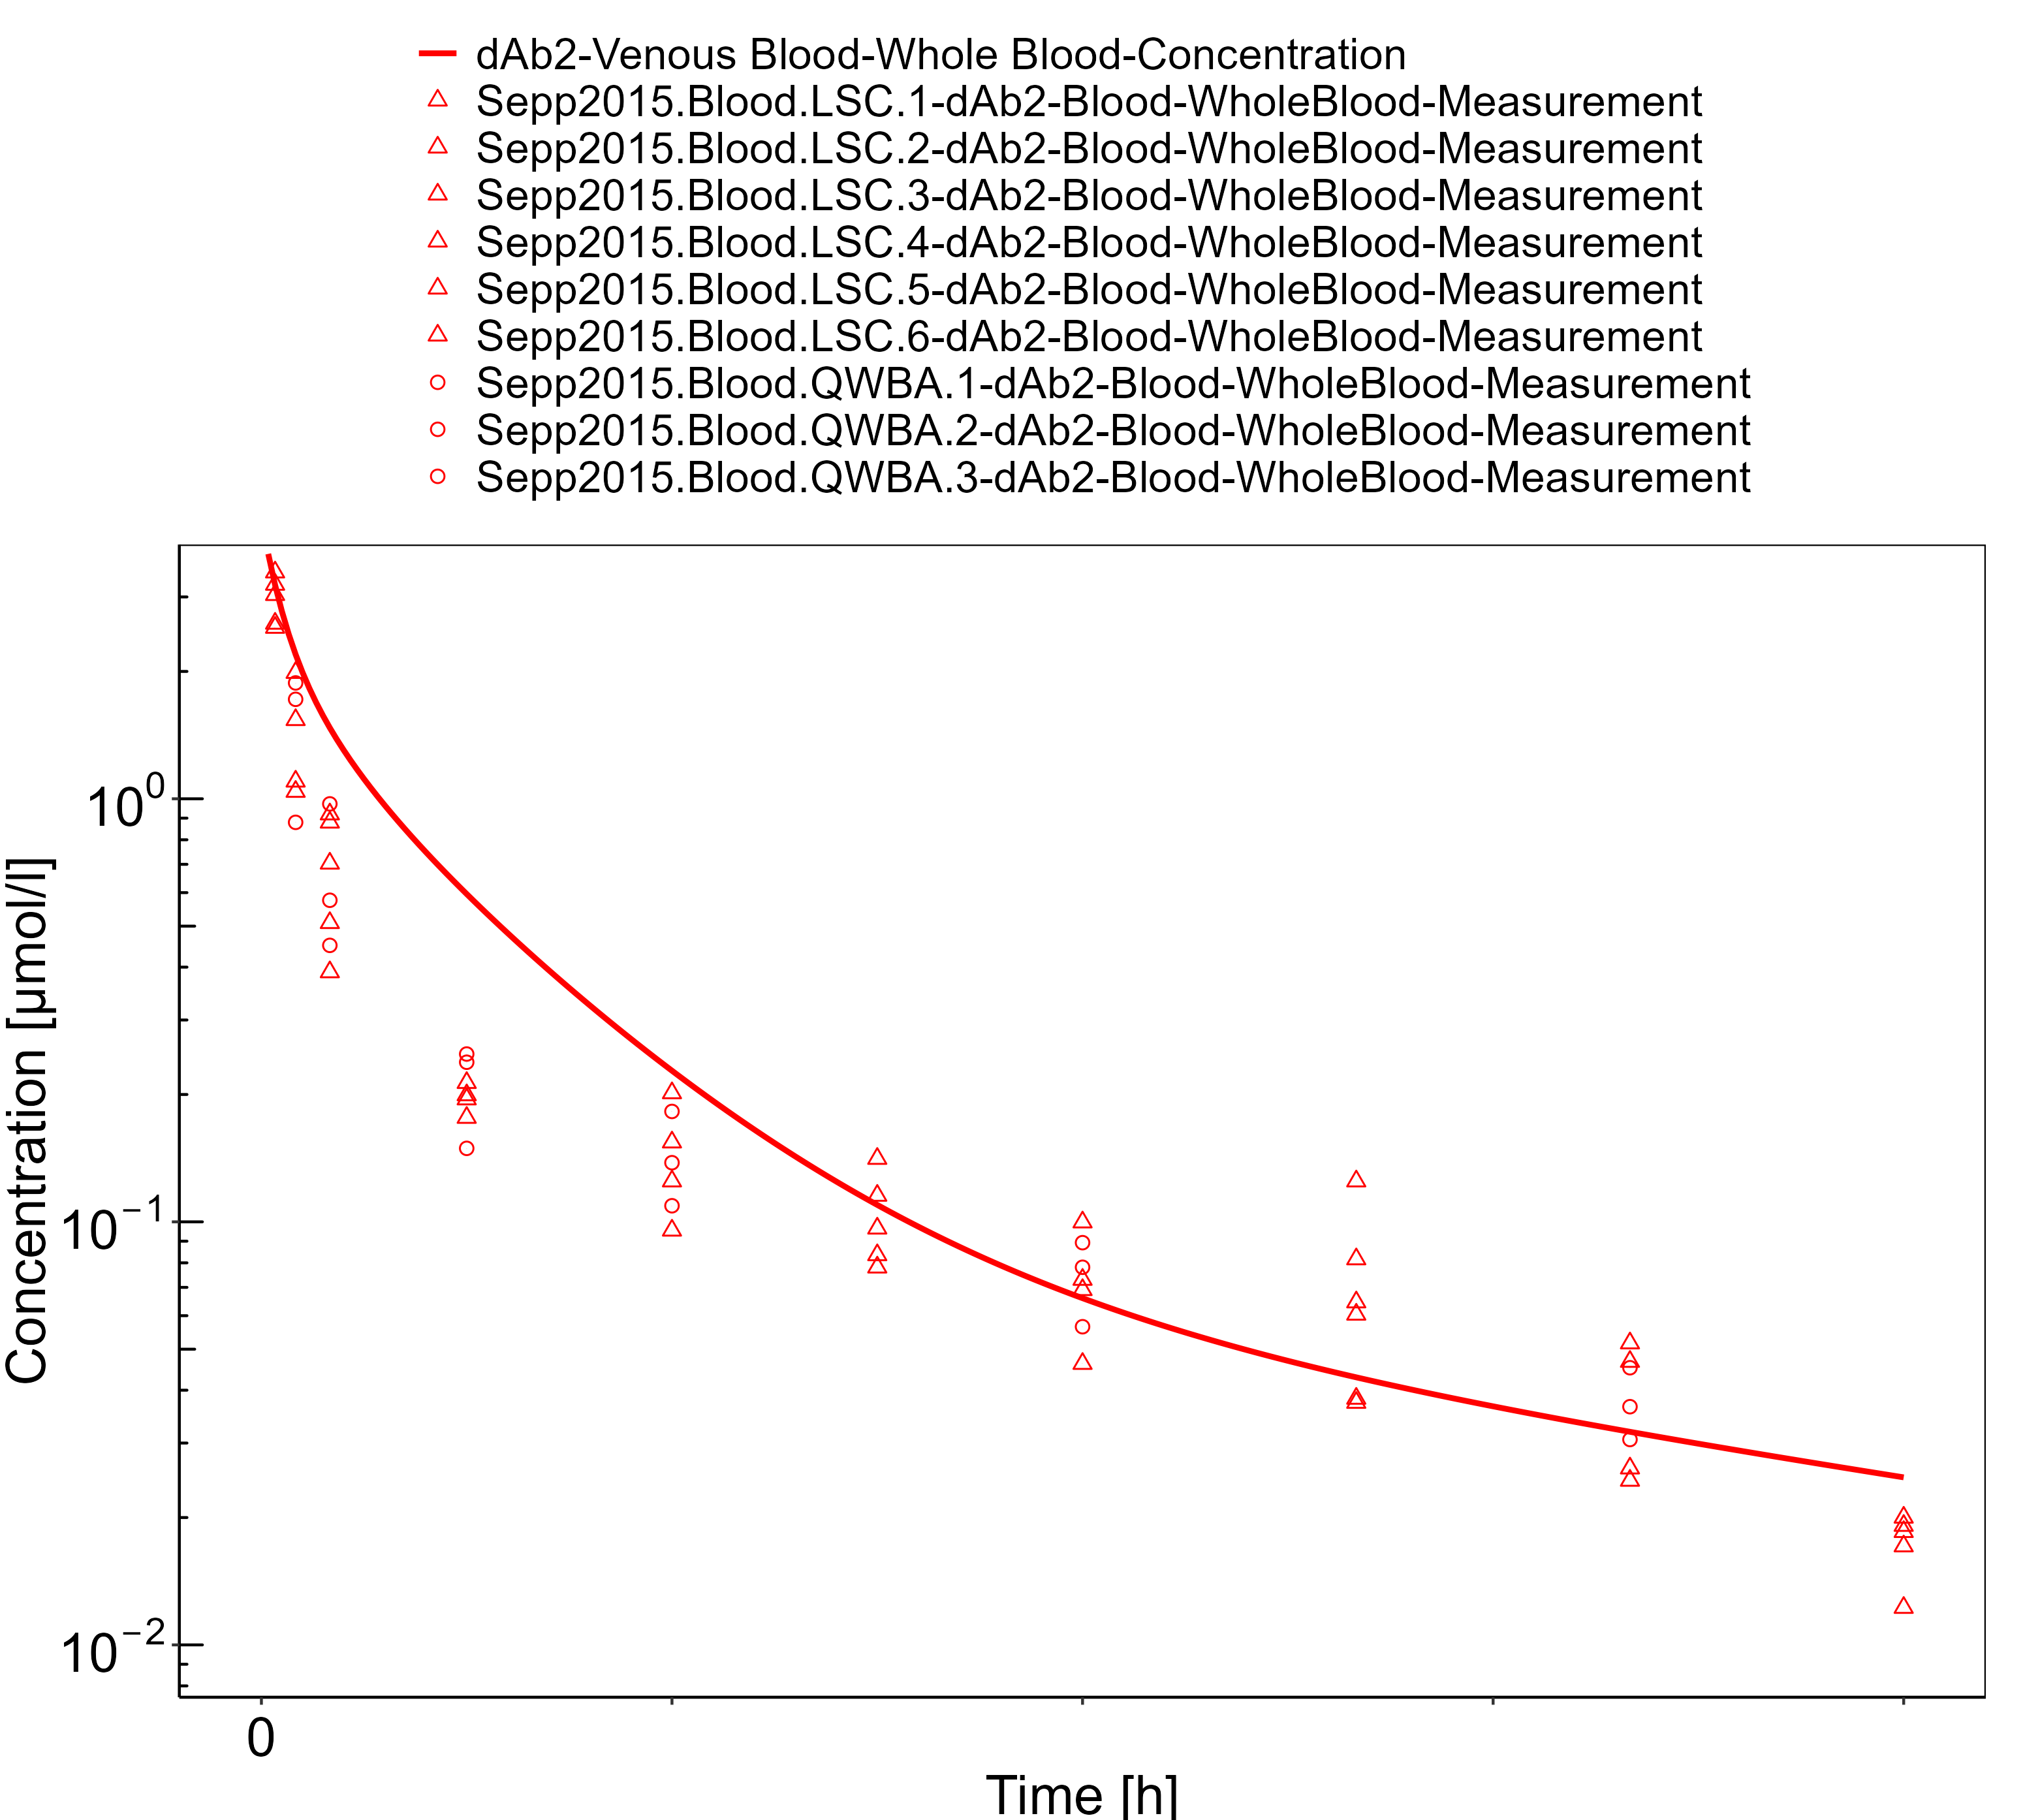 dAb2-Venous Blood-Whole Blood-Concentration
Sepp2015.Blood.LSC.1-dAb2-Blood-WholeBlood-Measurement
Sepp2015.Blood.LSC.2-dAb2-Blood-WholeBlood-Measurement
Sepp2015.Blood.LSC.3-dAb2-Blood-WholeBlood-Measurement
Sepp2015.Blood.LSC.4-dAb2-Blood-WholeBlood-Measurement
Sepp2015.Blood.LSC.5-dAb2-Blood-WholeBlood-Measurement
Sepp2015.Blood.LSC.6-dAb2-Blood-WholeBlood-Measurement
Sepp2015.Blood.QWBA.1-dAb2-Blood-WholeBlood-Measurement
Sepp2015.Blood.QWBA.2-dAb2-Blood-WholeBlood-Measurement
Sepp2015.Blood.QWBA.3-dAb2-Blood-WholeBlood-Measurement
Concentration [µmol/l]
10⁰
10⁻¹
10⁻²
0
Time [h]